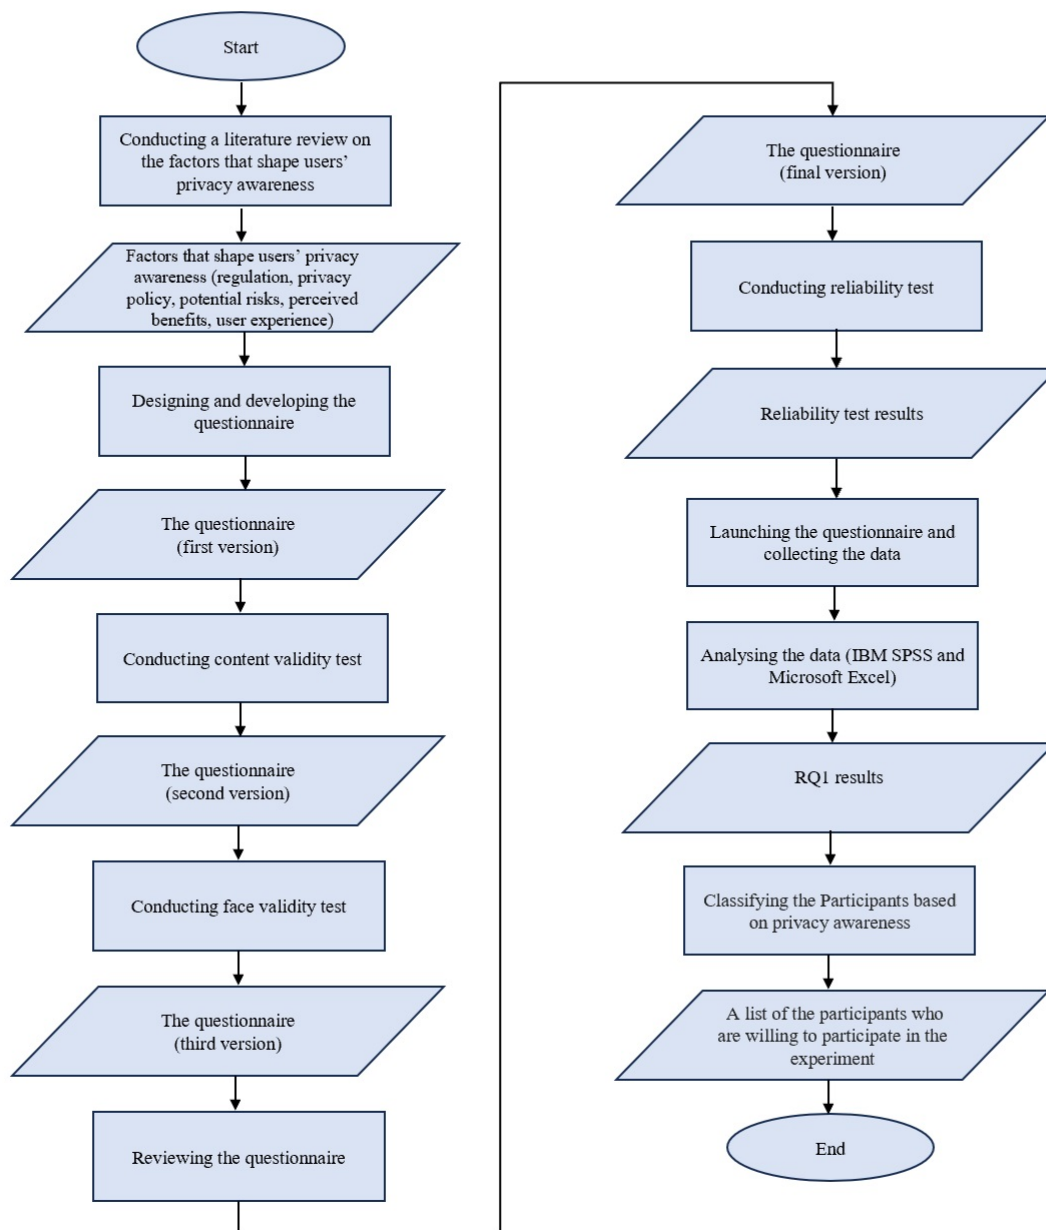 Start
Conducting a literature review on
the factors that shape users’
privacy awareness
Factors that shape users’ privacy
awareness (regulation, privacy
policy, potential risks, perceived
benefits, user experience)
Designing and developing the
questionnaire
The questionnaire
(first version)
Conducting content validity test
The questionnaire
(second version)
Conducting face validity test
The questionnaire
(third version)
Reviewing the questionnaire
The questionnaire
(final version)
Conducting reliability test
Reliability test results
Launching the questionnaire and
collecting the data
Analysing the data (IBM SPSS and
Microsoft Excel)
RQ1 results
Classifying the Participants based
on privacy awareness
A list of the participants who
are willing to participate in the
experiment
End